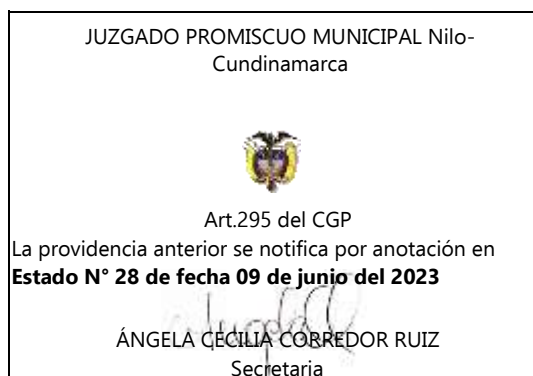 JUZGADO PROMISCUO MUNICIPAL Nilo-
Cundinamarca
Art.295 del CGP
La providencia anterior se notifica por anotación en
Estado N° 28 de fecha 09 de junio del 2023
ÁNGELA CECILIA CORREDOR RUIZ
Secretaria